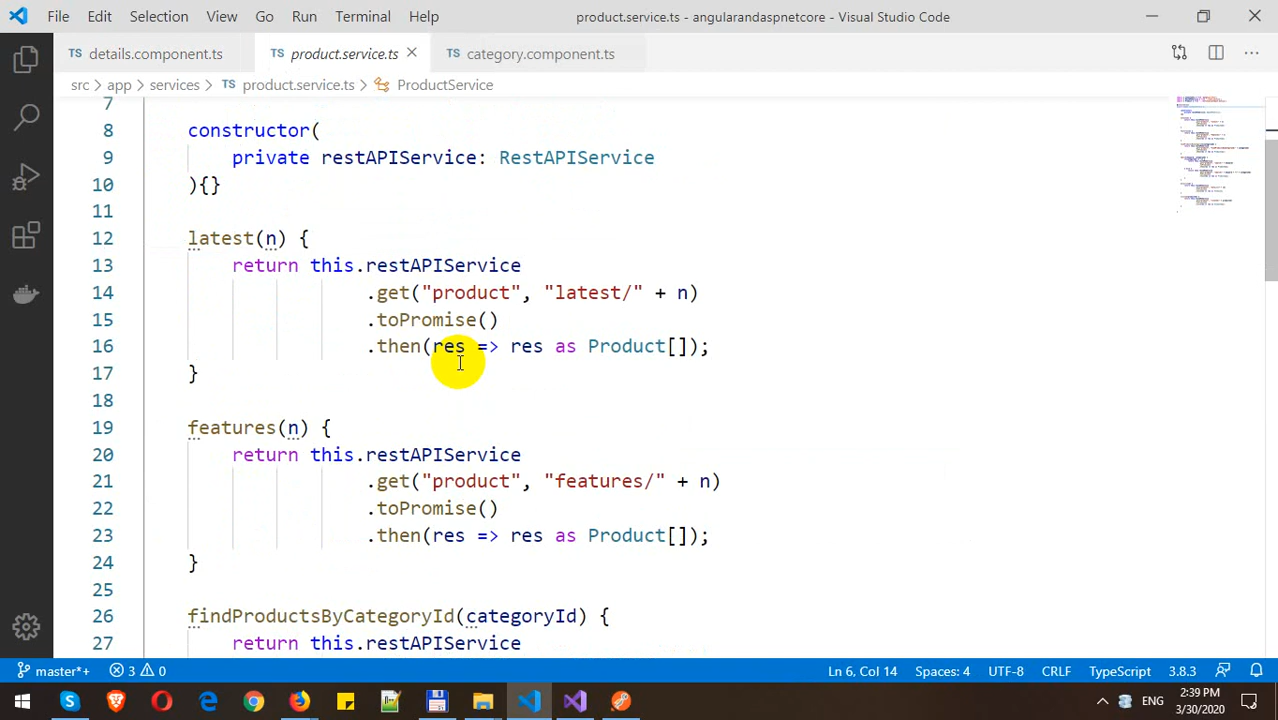 File Edit Selection View Go Run Terminal Help product.service.ts - angularandaspnetcore - Visual Studio Code
TS details.component.ts TS product.service.ts TS category.component.ts
src > app > services > TS product.service.ts > ProductService
7
8 constructor(
9 private restAPIService: RestAPIService
10 ){}
11
12 latest(n) {
13 return this.restAPIService
14 .get("product", "latest/" + n)
15 .toPromise()
16 .then(res => res as Product[]);
17 }
18
19 features(n) {
20 return this.restAPIService
21 .get("product", "features/" + n)
22 .toPromise()
23 .then(res => res as Product[]);
24 }
25
26 findProductsByCategoryId(categoryId) {
27 return this.restAPIService
master*+ 3 0 Ln 6, Col 14 Spaces: 4 UTF-8 CRLF TypeScript 3.8.3
ENG 2:39 PM
3/30/2020